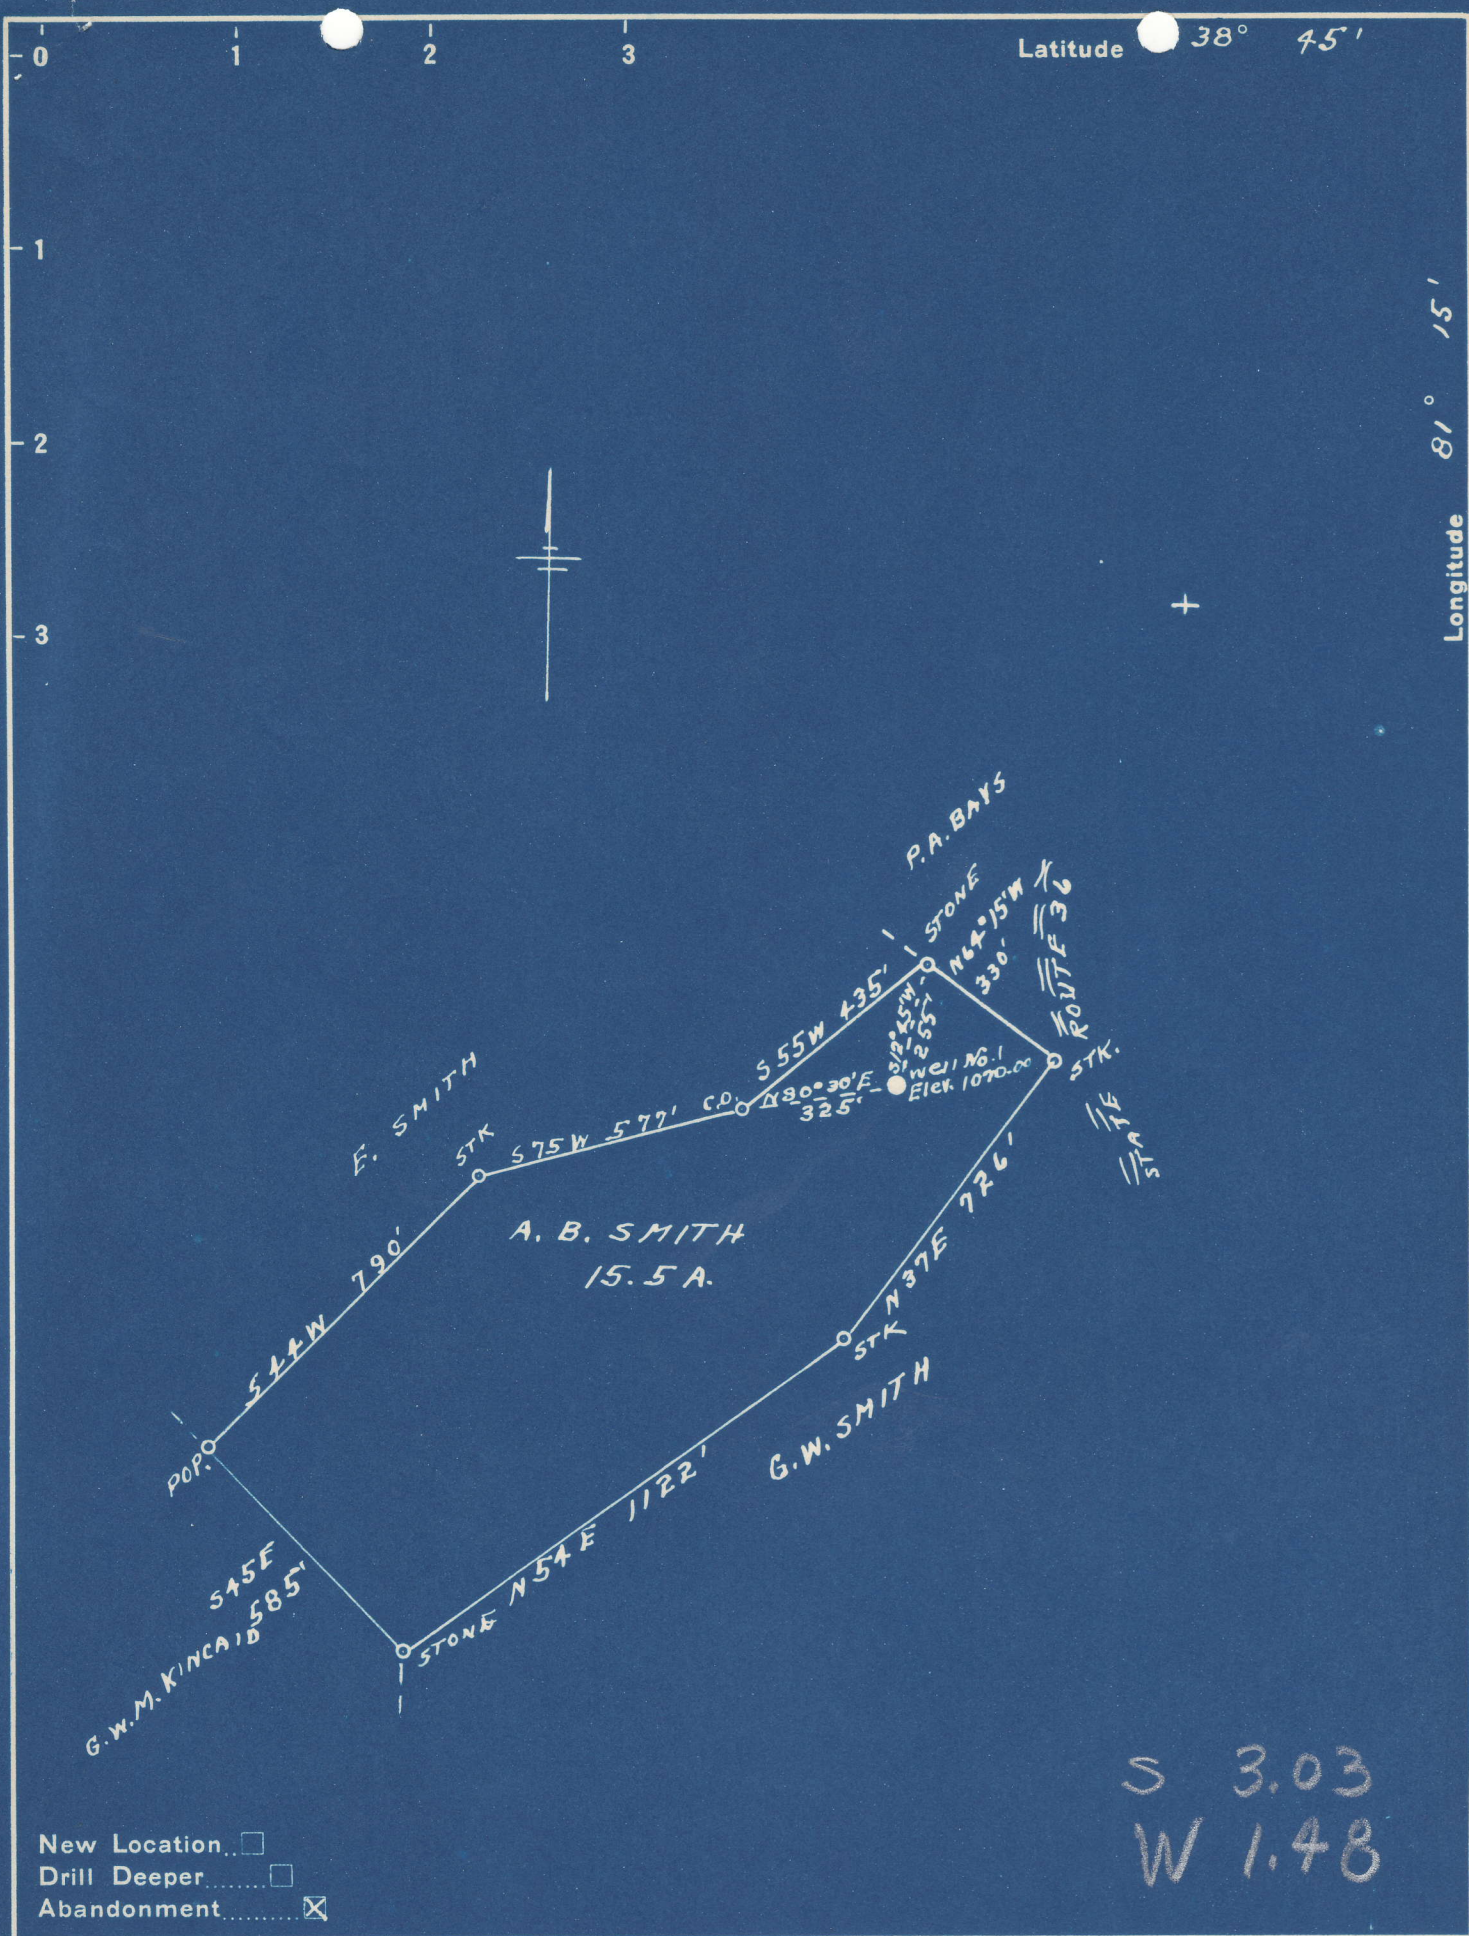 0 1 2 3 Latitude 38° 45'
1
2
3
Longitude 81° 15'
P.A. BAYS
STONE
N64°15'W
330'
STATE ROUTE 36
S55W 435'
S12°45'W
255'
Well No.1
Elev. 1070.00
N80°30'E
325'
C.O.
STK.
E. SMITH
STK
S75W 577'
A. B. SMITH
15.5 A.
S44W 790'
N37E 726'
STK
G.W. SMITH
POP.
N54E 1122'
S45E
585'
STONE
G.W.M. KINCAID
S 3.03
W 1.48
New Location..
Drill Deeper.......
Abandonment......... X